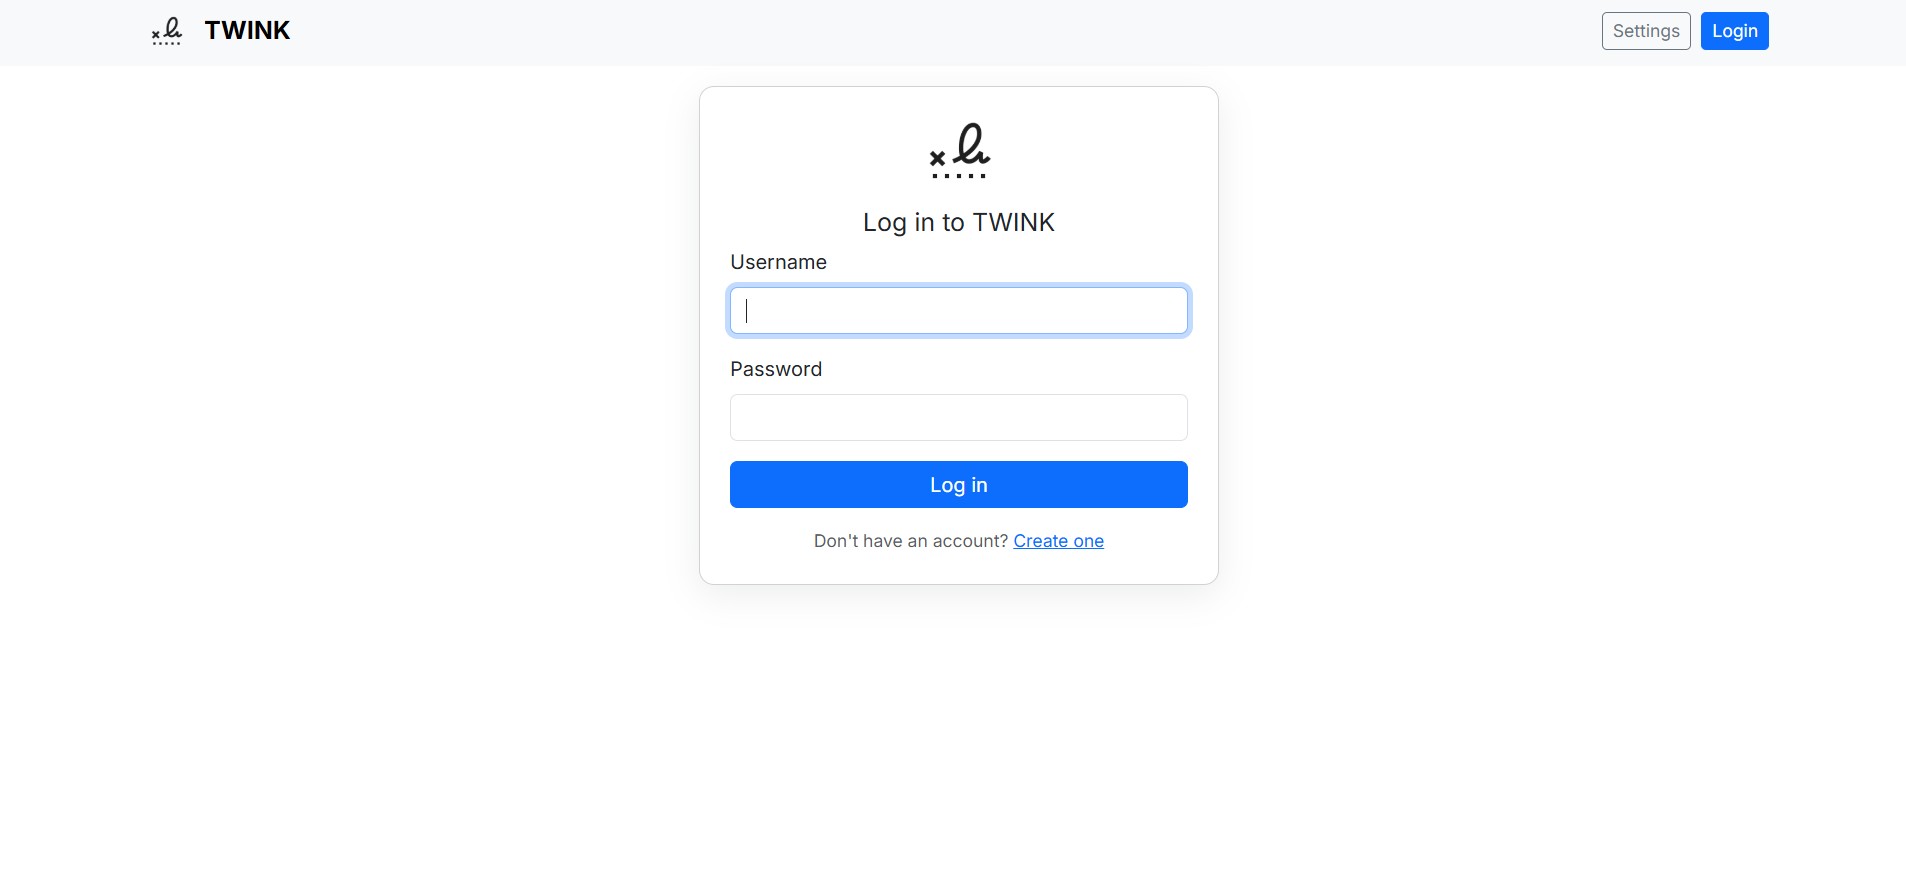 TWINK
Settings
Login
Log in to TWINK
Username
Password
Log in
Don't have an account? Create one